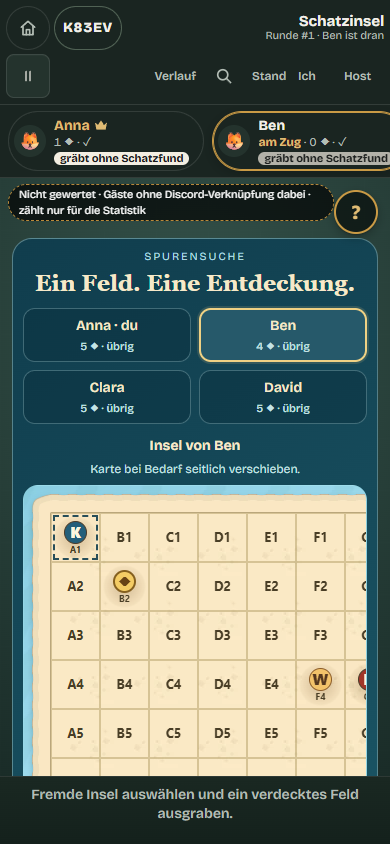 K83EV
Schatzinsel
Runde #1 · Ben ist dran
Verlauf
Stand
Ich
Host
Anna
1 ◆ · ✓
gräbt ohne Schatzfund
Ben
am Zug · 0 ◆ · ✓
gräbt ohne Schatzfund
Nicht gewertet · Gäste ohne Discord-Verknüpfung dabei ·
zählt nur für die Statistik
?
SPURENSUCHE
Ein Feld. Eine Entdeckung.
Anna · du
5 ◆ · übrig
Ben
4 ◆ · übrig
Clara
5 ◆ · übrig
David
5 ◆ · übrig
Insel von Ben
Karte bei Bedarf seitlich verschieben.
K
A1 B1 C1 D1 E1 F1
A2 B2 C2 D2 E2 F2
A3 B3 C3 D3 E3 F3
W
A4 B4 C4 D4 E4 F4
A5 B5 C5 D5 E5 F5
Fremde Insel auswählen und ein verdecktes Feld
ausgraben.